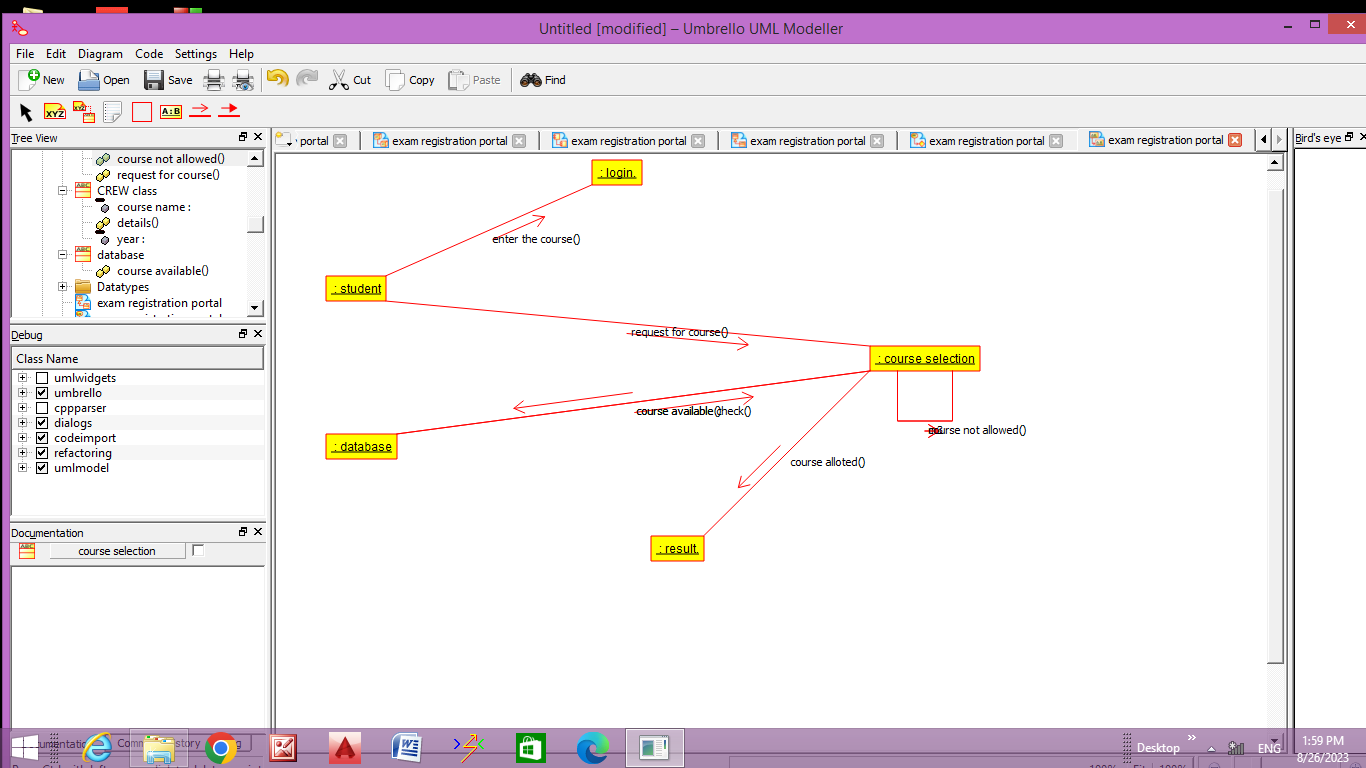 Untitled [modified] – Umbrello UML Modeller
File Edit Diagram Code Settings Help
New Open Save Cut Copy Paste Find
XYZ XYZ A:B
Tree View
portal
exam registration portal
exam registration portal
exam registration portal
exam registration portal
exam registration portal
Bird's eye
course not allowed()
request for course()
CREW class
course name :
details()
year :
database
course available()
Datatypes
exam registration portal
Debug
Class Name
umlwidgets
umbrello
cppparser
dialogs
codeimport
refactoring
umlmodel
Documentation
course selection
: login.
enter the course()
: student
request for course()
: course selection
course available()
check()
: database
course not allowed()
course alloted()
: result.
Desktop
ENG
1:59 PM
8/26/2023